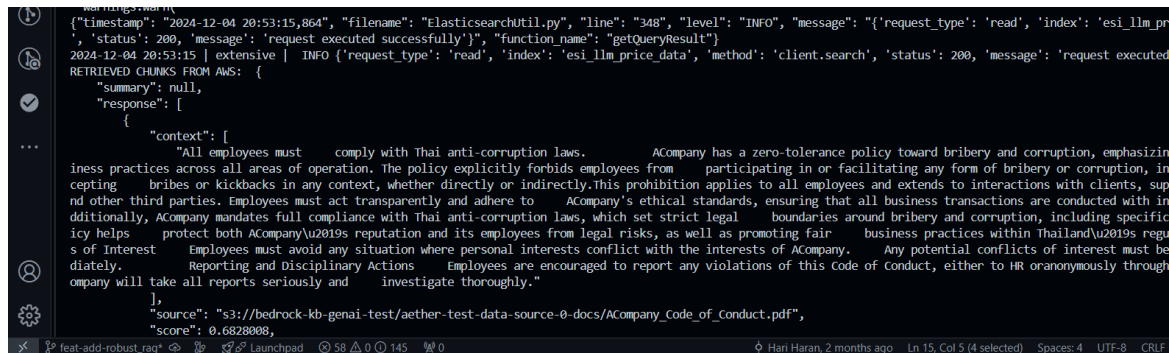 warnings.warn(
{"timestamp": "2024-12-04 20:53:15,864", "filename": "ElasticsearchUtil.py", "line": "348", "level": "INFO", "message": "{'request_type': 'read', 'index': 'esi_llm_pr
', 'status': 200, 'message': 'request executed successfully'}", "function_name": "getQueryResult"}
2024-12-04 20:53:15 | extensive | INFO {'request_type': 'read', 'index': 'esi_llm_price_data', 'method': 'client.search', 'status': 200, 'message': 'request executed
RETRIEVED CHUNKS FROM AWS: {
"summary": null,
"response": [
{
"context": [
"All employees must comply with Thai anti-corruption laws. ACompany has a zero-tolerance policy toward bribery and corruption, emphasizin
iness practices across all areas of operation. The policy explicitly forbids employees from participating in or facilitating any form of bribery or corruption, in
cepting bribes or kickbacks in any context, whether directly or indirectly.This prohibition applies to all employees and extends to interactions with clients, sup
nd other third parties. Employees must act transparently and adhere to ACompany's ethical standards, ensuring that all business transactions are conducted with in
dditionally, ACompany mandates full compliance with Thai anti-corruption laws, which set strict legal boundaries around bribery and corruption, including specific
icy helps protect both ACompany\u2019s reputation and its employees from legal risks, as well as promoting fair business practices within Thailand\u2019s regu
s of Interest Employees must avoid any situation where personal interests conflict with the interests of ACompany. Any potential conflicts of interest must be
diately. Reporting and Disciplinary Actions Employees are encouraged to report any violations of this Code of Conduct, either to HR oranonymously through
ompany will take all reports seriously and investigate thoroughly."
],
"source": "s3://bedrock-kb-genai-test/aether-test-data-source-0-docs/ACompany_Code_of_Conduct.pdf",
"score": 0.6828008,
feat-add-robust_rag* Launchpad 58 0 145 0 Hari Haran, 2 months ago Ln 15, Col 5 (4 selected) Spaces: 4 UTF-8 CRLF